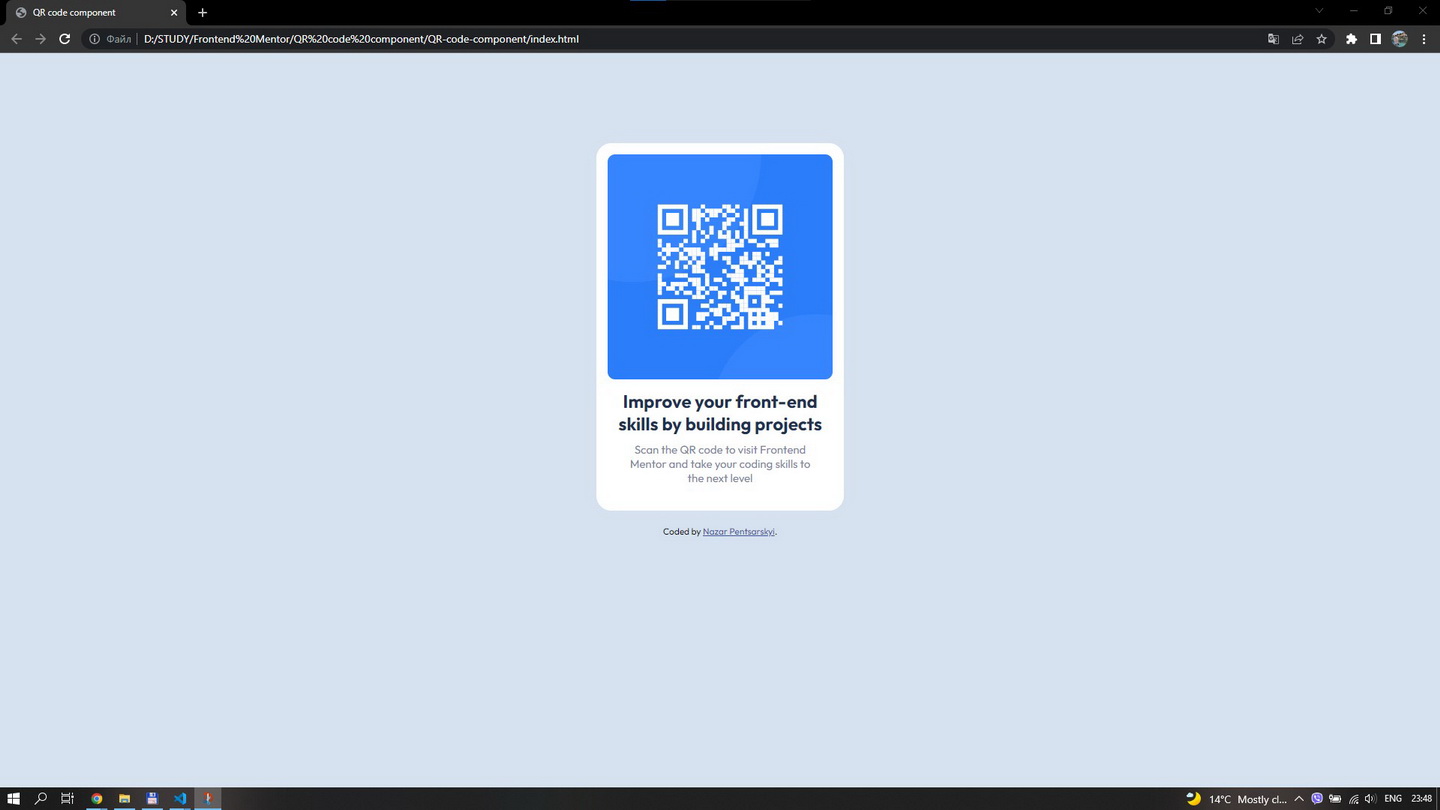 QR code component
Файл
D:/STUDY/Frontend%20Mentor/QR%20code%20component/QR-code-component/index.html
Improve your front-end
skills by building projects
Scan the QR code to visit Frontend
Mentor and take your coding skills to
the next level
Coded by Nazar Pentsarskyi.
14°C Mostly cl... ENG 23:48